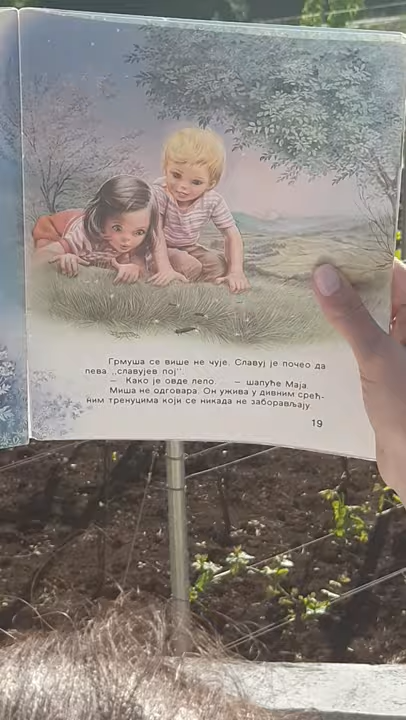 Грмуша се више не чује. Славуј је почео да
пева „славујев пој".
— Како је овде лепо. — шапуће Маја.
Миша не одговара. Он ужива у дивним срећ-
ним тренуцима који се никада не заборављају.
19